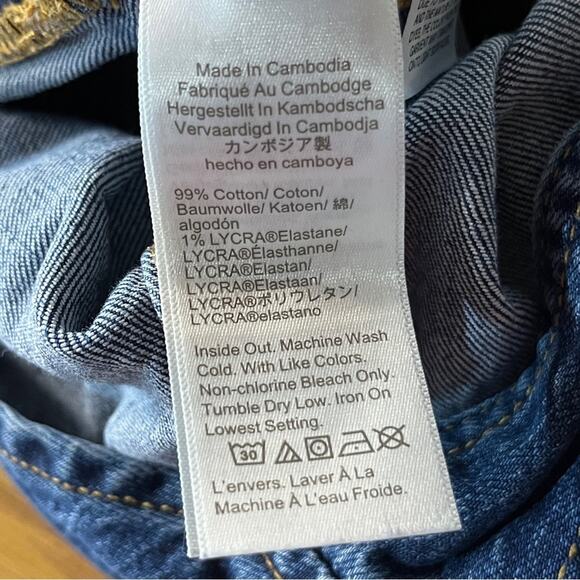 Made In Cambodia
Fabriqué Au Cambodge
Hergestellt In Kambodscha
Vervaardigd In Cambodja
カンボジア製
hecho en camboya
99% Cotton/ Coton/
Baumwolle/ Katoen/ 綿/
algodón
1% LYCRA®Elastane/
LYCRA®Élasthanne/
LYCRA®Elastan/
LYCRA®Elastaan/
LYCRA®ポリウレタン/
LYCRA®elastano
Inside Out. Machine Wash
Cold. With Like Colors.
Non-chlorine Bleach Only.
Tumble Dry Low. Iron On
Lowest Setting.
30
L'envers. Laver À La
Machine À L'eau Froide.